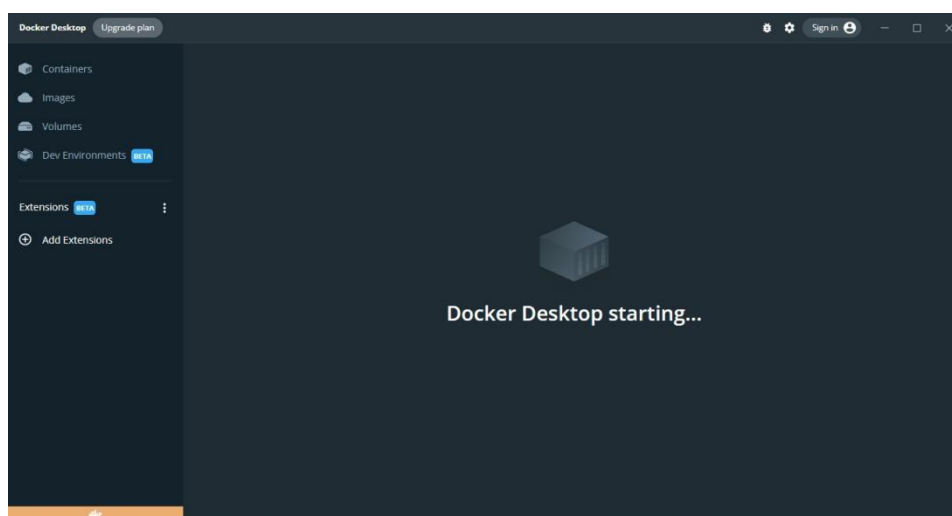 Docker Desktop Upgrade plan Sign in
Containers
Images
Volumes
Dev Environments BETA
Extensions BETA
Add Extensions
Docker Desktop starting...